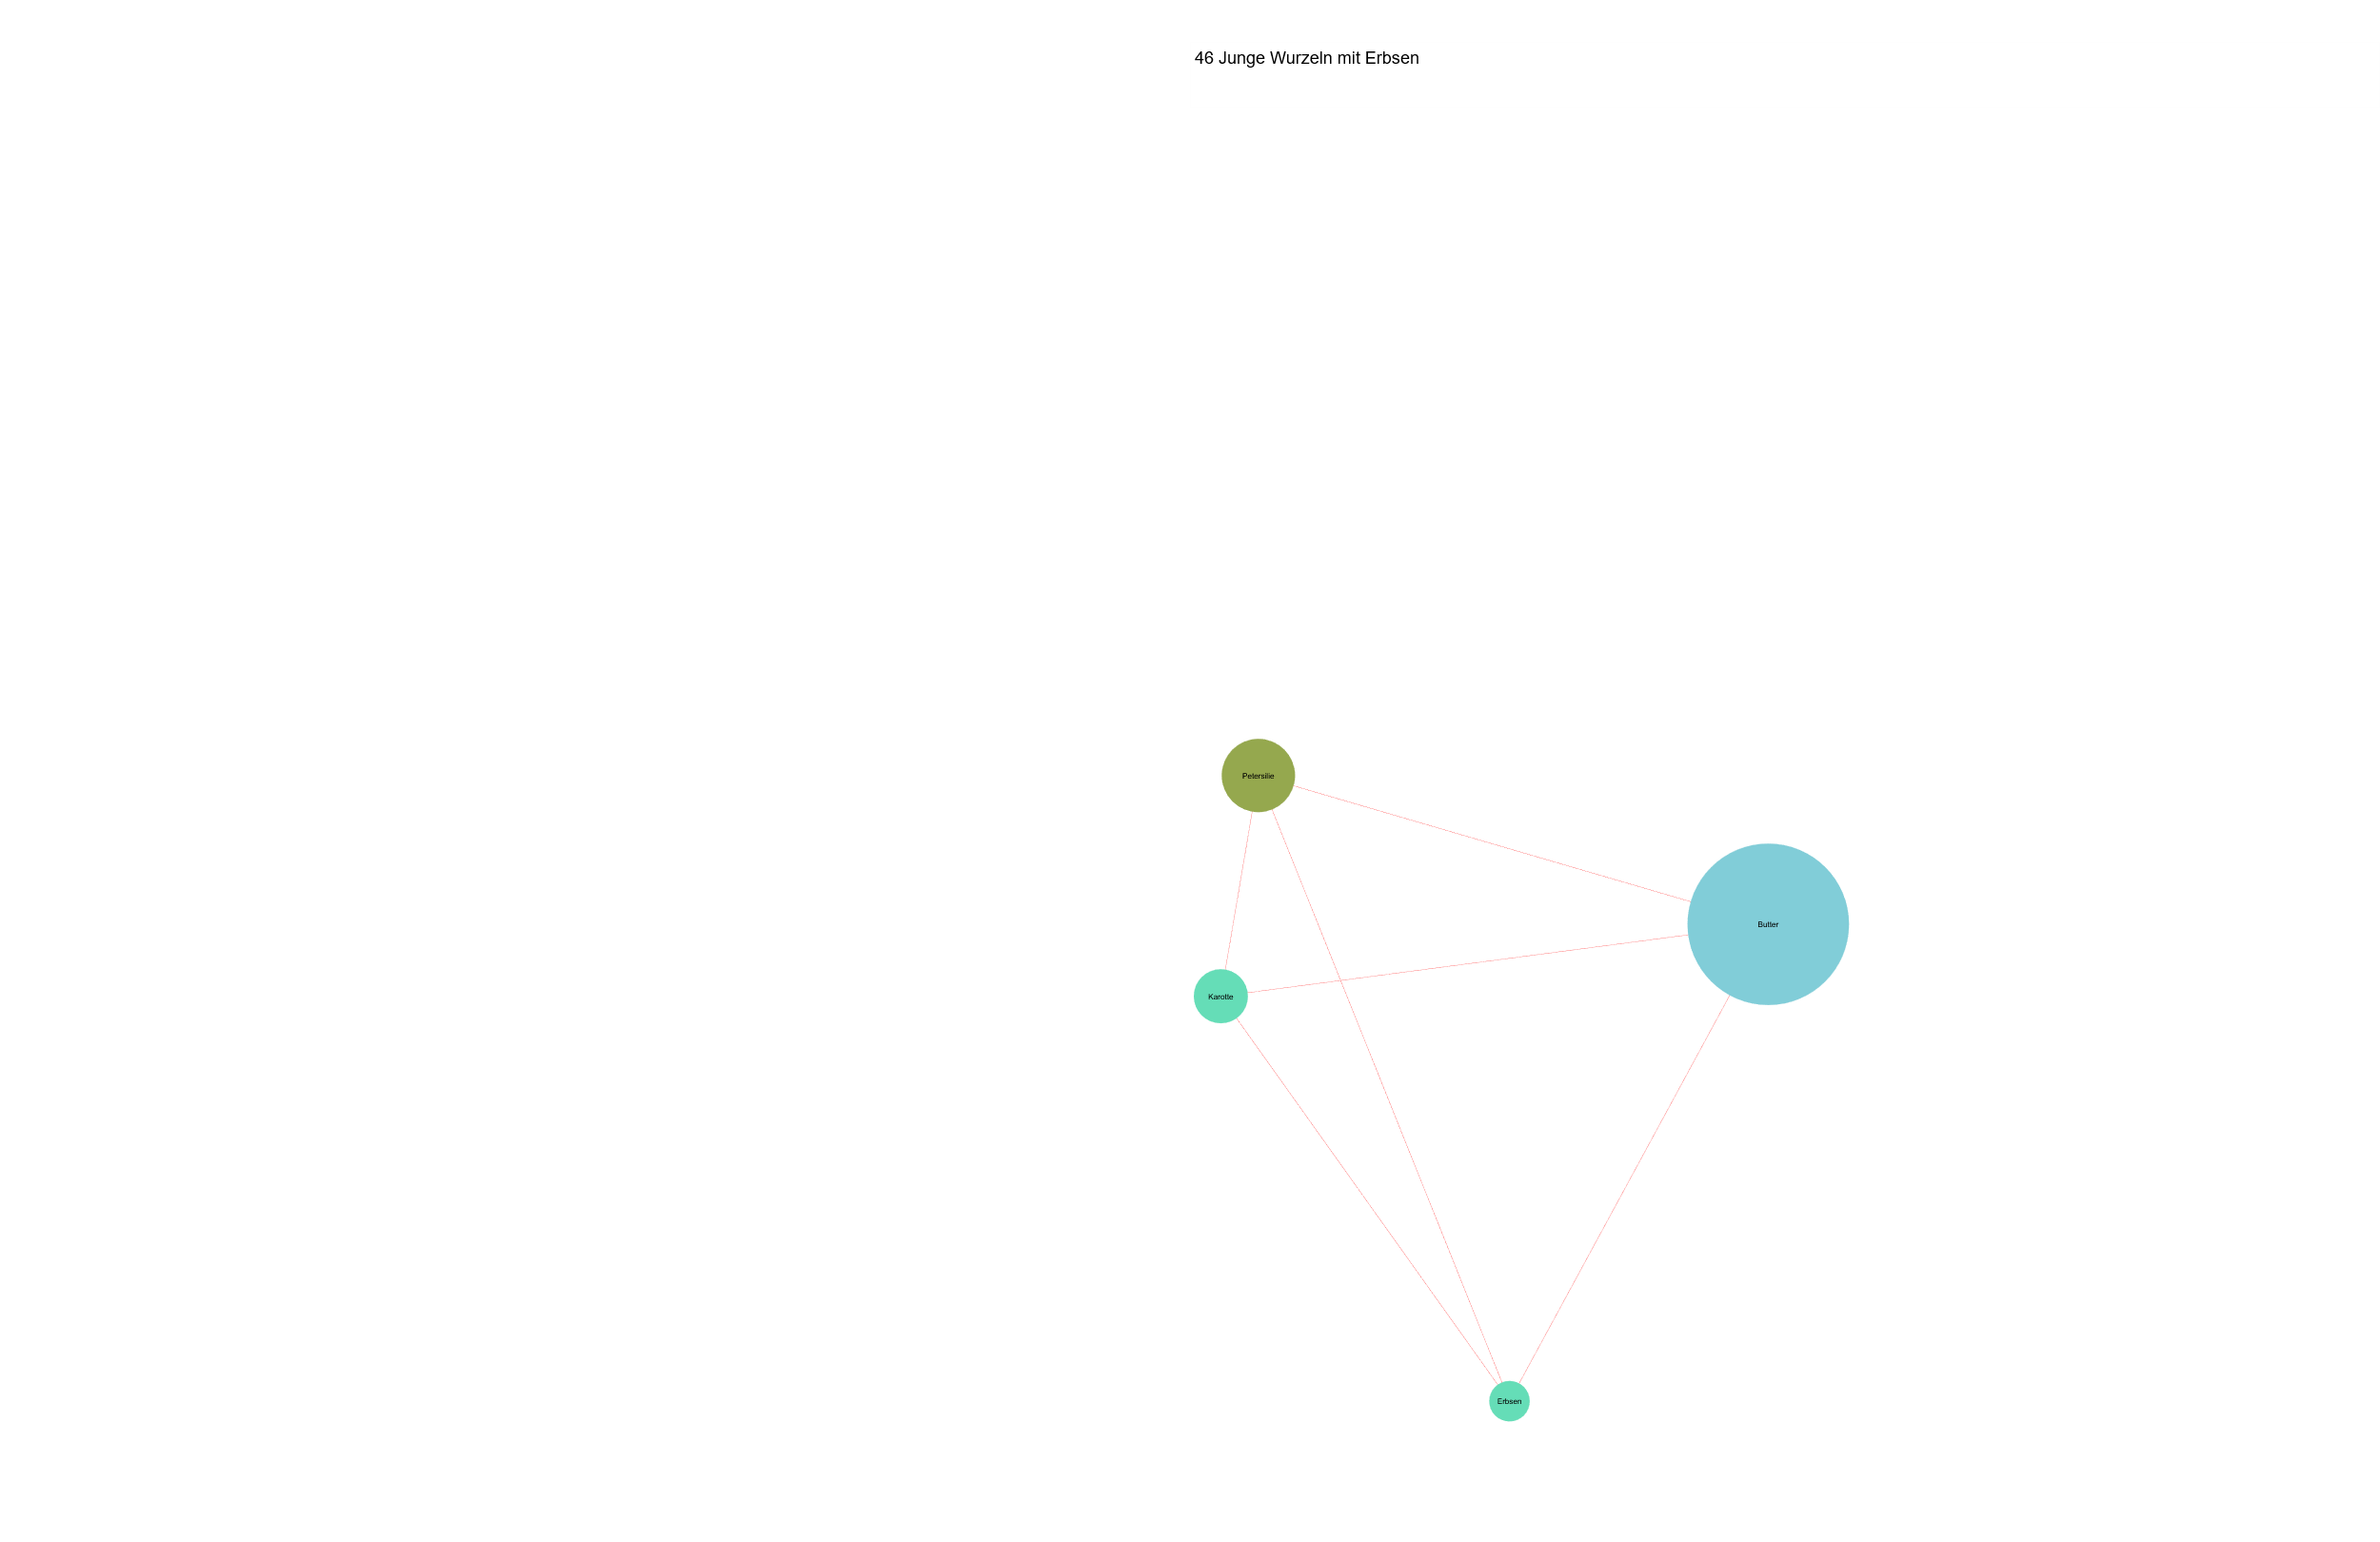 46 Junge Wurzeln mit Erbsen
Petersilie
Butter
Karotte
Erbsen